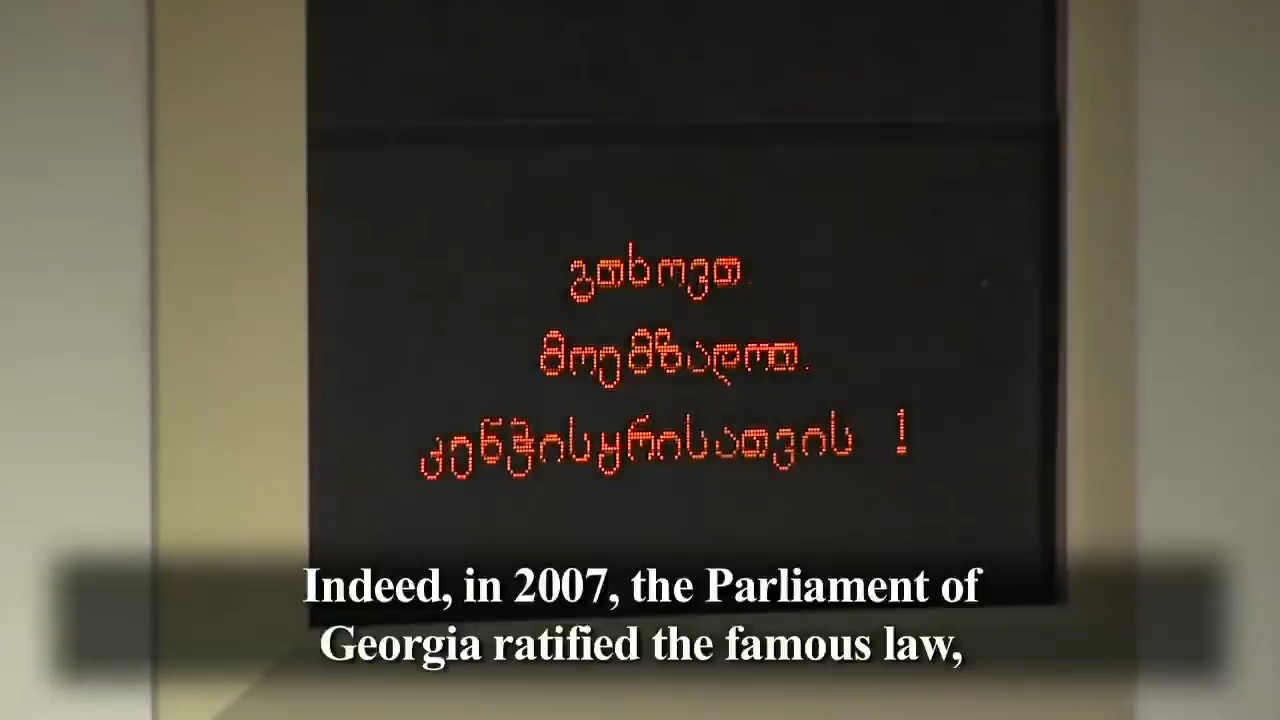 გთხოვთ
მოემზადოთ.
კენჭისყრისათვის !
Indeed, in 2007, the Parliament of
Georgia ratified the famous law,